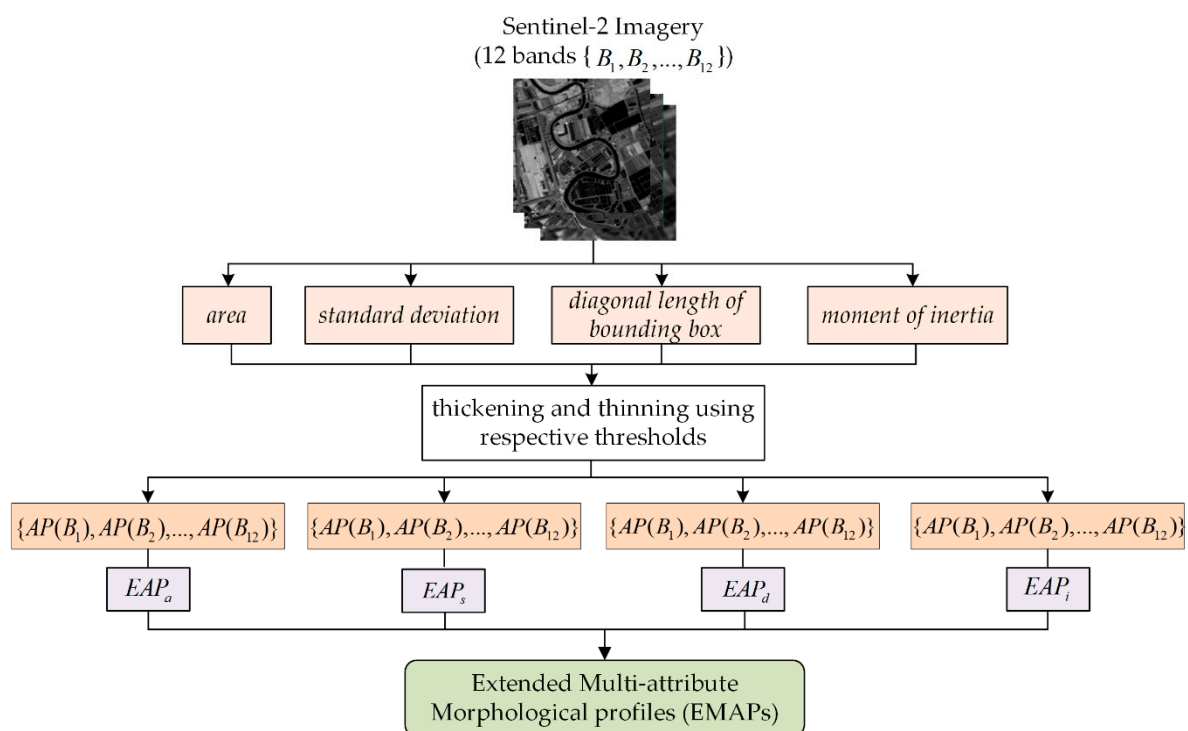 Sentinel-2 Imagery
(12 bands { B₁, B₂,..., B₁₂ })
area
standard deviation
diagonal length of
bounding box
moment of inertia
thickening and thinning using
respective thresholds
{AP(B₁), AP(B₂),..., AP(B₁₂)}
{AP(B₁), AP(B₂),..., AP(B₁₂)}
{AP(B₁), AP(B₂),..., AP(B₁₂)}
{AP(B₁), AP(B₂),..., AP(B₁₂)}
EAPₐ
EAPₛ
EAP_d
EAPᵢ
Extended Multi-attribute
Morphological profiles (EMAPs)